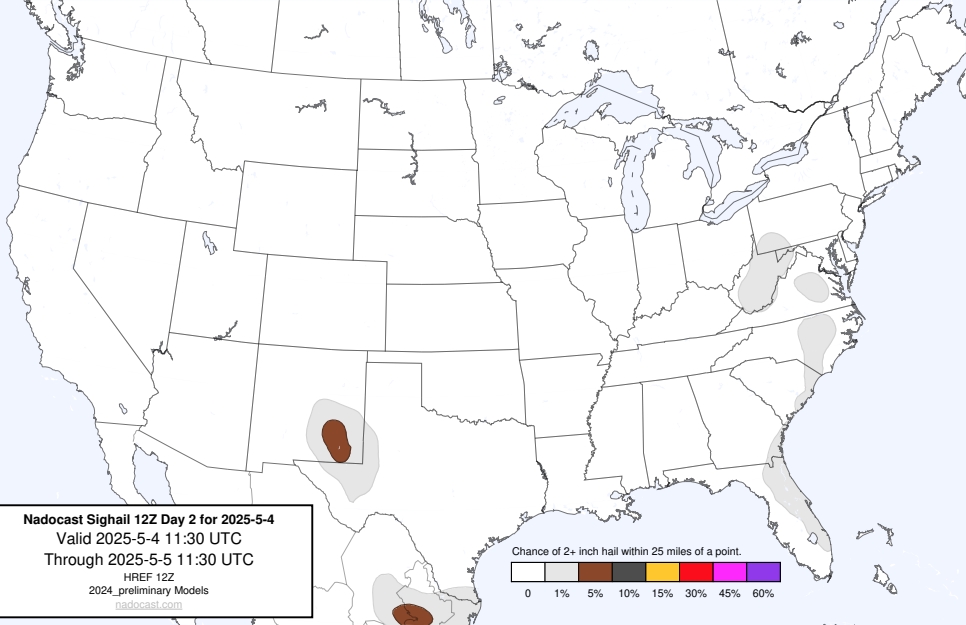 Nadocast Sighail 12Z Day 2 for 2025-5-4
Valid 2025-5-4 11:30 UTC
Through 2025-5-5 11:30 UTC
HREF 12Z
2024_preliminary Models
nadocast.com
Chance of 2+ inch hail within 25 miles of a point.
0 1% 5% 10% 15% 30% 45% 60%